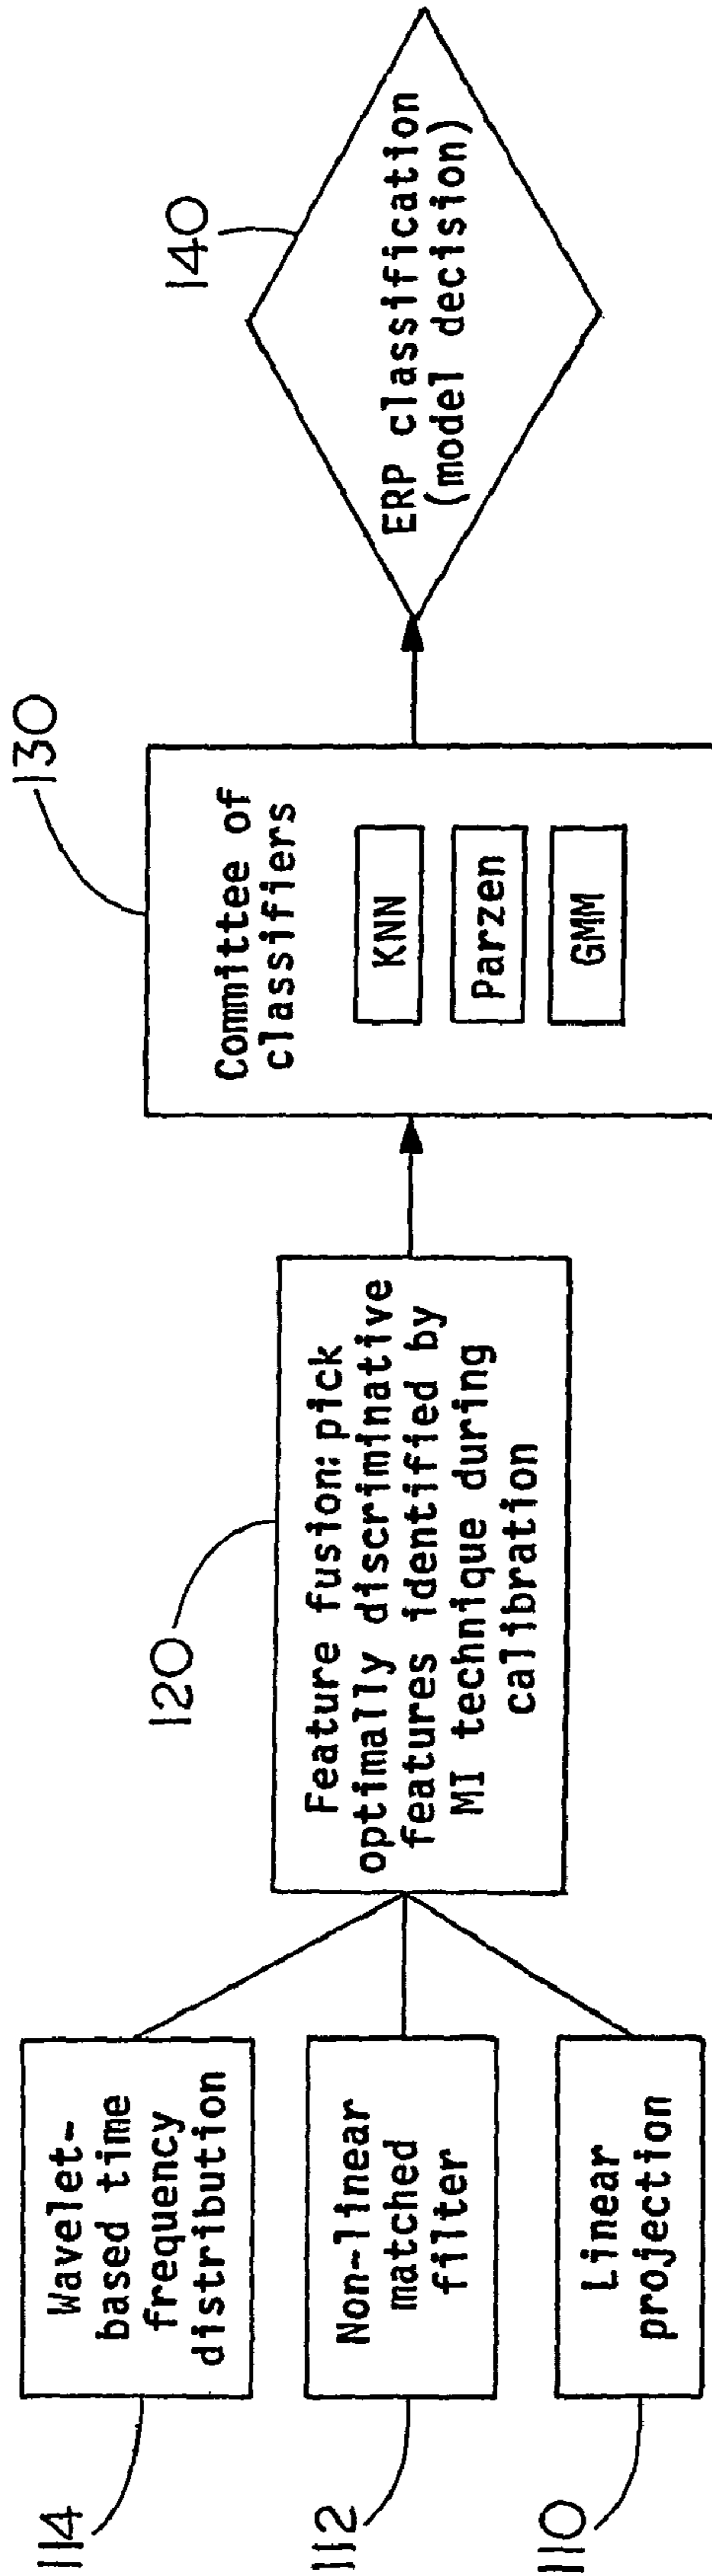 114
Wavelet-
based time
frequency
distribution
112
Non-linear
matched
filter
110
Linear
projection
120
Feature fusion: pick
optimally discriminative
features identified by
MI technique during
calibration
130
Committee of
classifiers
KNN
Parzen
GMM
140
ERP classification
(model decision)